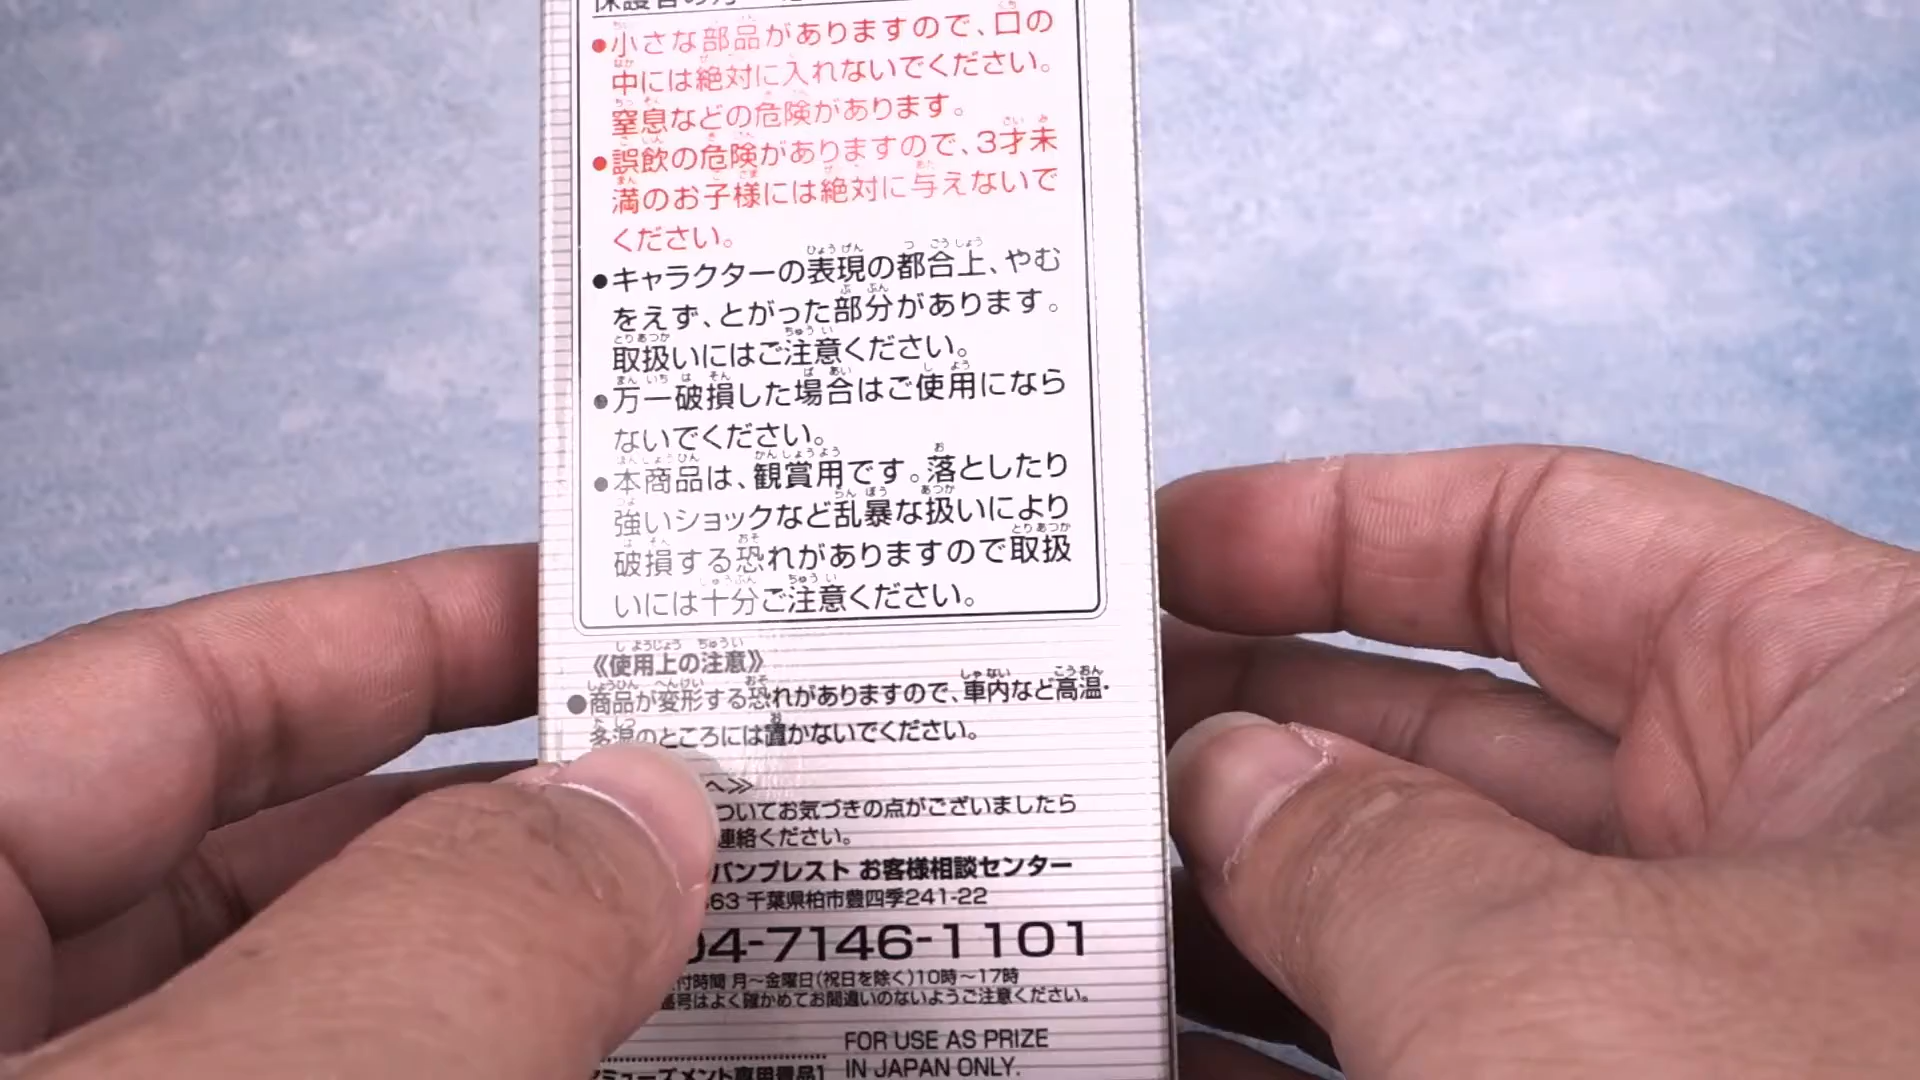 ●小さな部品がありますので、口の
中には絶対に入れないでください。
窒息などの危険があります。
●誤飲の危険がありますので、3才未
満のお子様には絶対に与えないで
ください。
●キャラクターの表現の都合上、やむ
をえず、とがった部分があります。
取扱いにはご注意ください。
●万一破損した場合はご使用になら
ないでください。
●本商品は、観賞用です。落としたり
強いショックなど乱暴な扱いにより
破損する恐れがありますので取扱
いには十分ご注意ください。
《使用上の注意》
●商品が変形する恐れがありますので、車内など高温・
多湿のところには置かないでください。
へ≫
ついてお気づきの点がございましたら
連絡ください。
バンプレスト お客様相談センター
63 千葉県柏市豊四季241-22
04-7146-1101
付時間 月～金曜日(祝日を除く)10時～17時
番号はよく確かめてお間違いのないようご注意ください。
FOR USE AS PRIZE
IN JAPAN ONLY.
ミューズメント専用景品